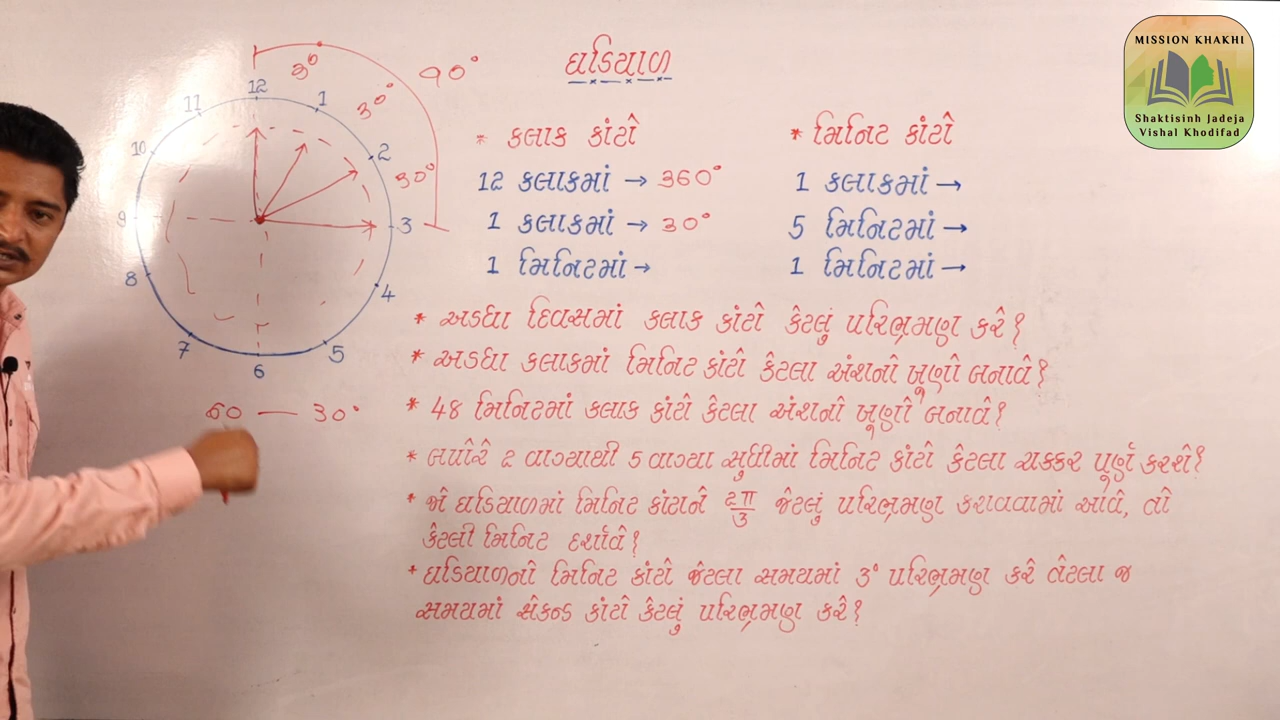 MISSION KHAKHI
Shaktisinh Jadeja
Vishal Khodifad
ઘડિયાળ
* કલાક કાંટો
12 કલાકમાં → 360°
1 કલાકમાં → 30°
1 મિનિટમાં →
* મિનિટ કાંટો
1 કલાકમાં →
5 મિનિટમાં →
1 મિનિટમાં →
12
1
2
3
4
5
6
7
8
9
10
11
30°
30°
90°
60 — 30°
* અડધા દિવસમાં કલાક કાંટો કેટલું પરિભ્રમણ કરે?
* અડધા કલાકમાં મિનિટ કાંટો કેટલા અંશનો ખૂણો બનાવે?
* 48 મિનિટમાં કલાક કાંટો કેટલા અંશનો ખૂણો બનાવે?
* બપોરે 2 વાગ્યાથી 5 વાગ્યા સુધીમાં મિનિટ કાંટો કેટલા ચક્કર પૂર્ણ કરશે?
* જો ઘડિયાળમાં મિનિટ કાંટાને 2π/3 જેટલું પરિભ્રમણ કરાવવામાં આવે, તો
કેટલી મિનિટ દર્શાવે?
* ઘડિયાળનો મિનિટ કાંટો જેટલા સમયમાં 3° પરિભ્રમણ કરે તેટલા જ
સમયમાં સેકન્ડ કાંટો કેટલું પરિભ્રમણ કરે?